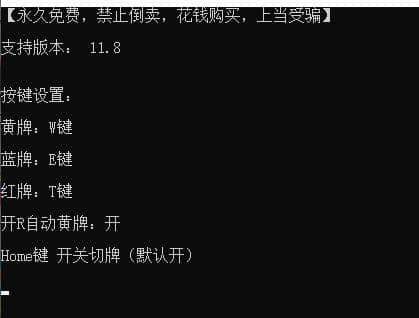 【永久免费，禁止倒卖，花钱购买，上当受骗】
支持版本： 11.8
按键设置：
黄牌：W键
蓝牌：E键
红牌：T键
开R自动黄牌：开
Home键 开关切牌（默认开）